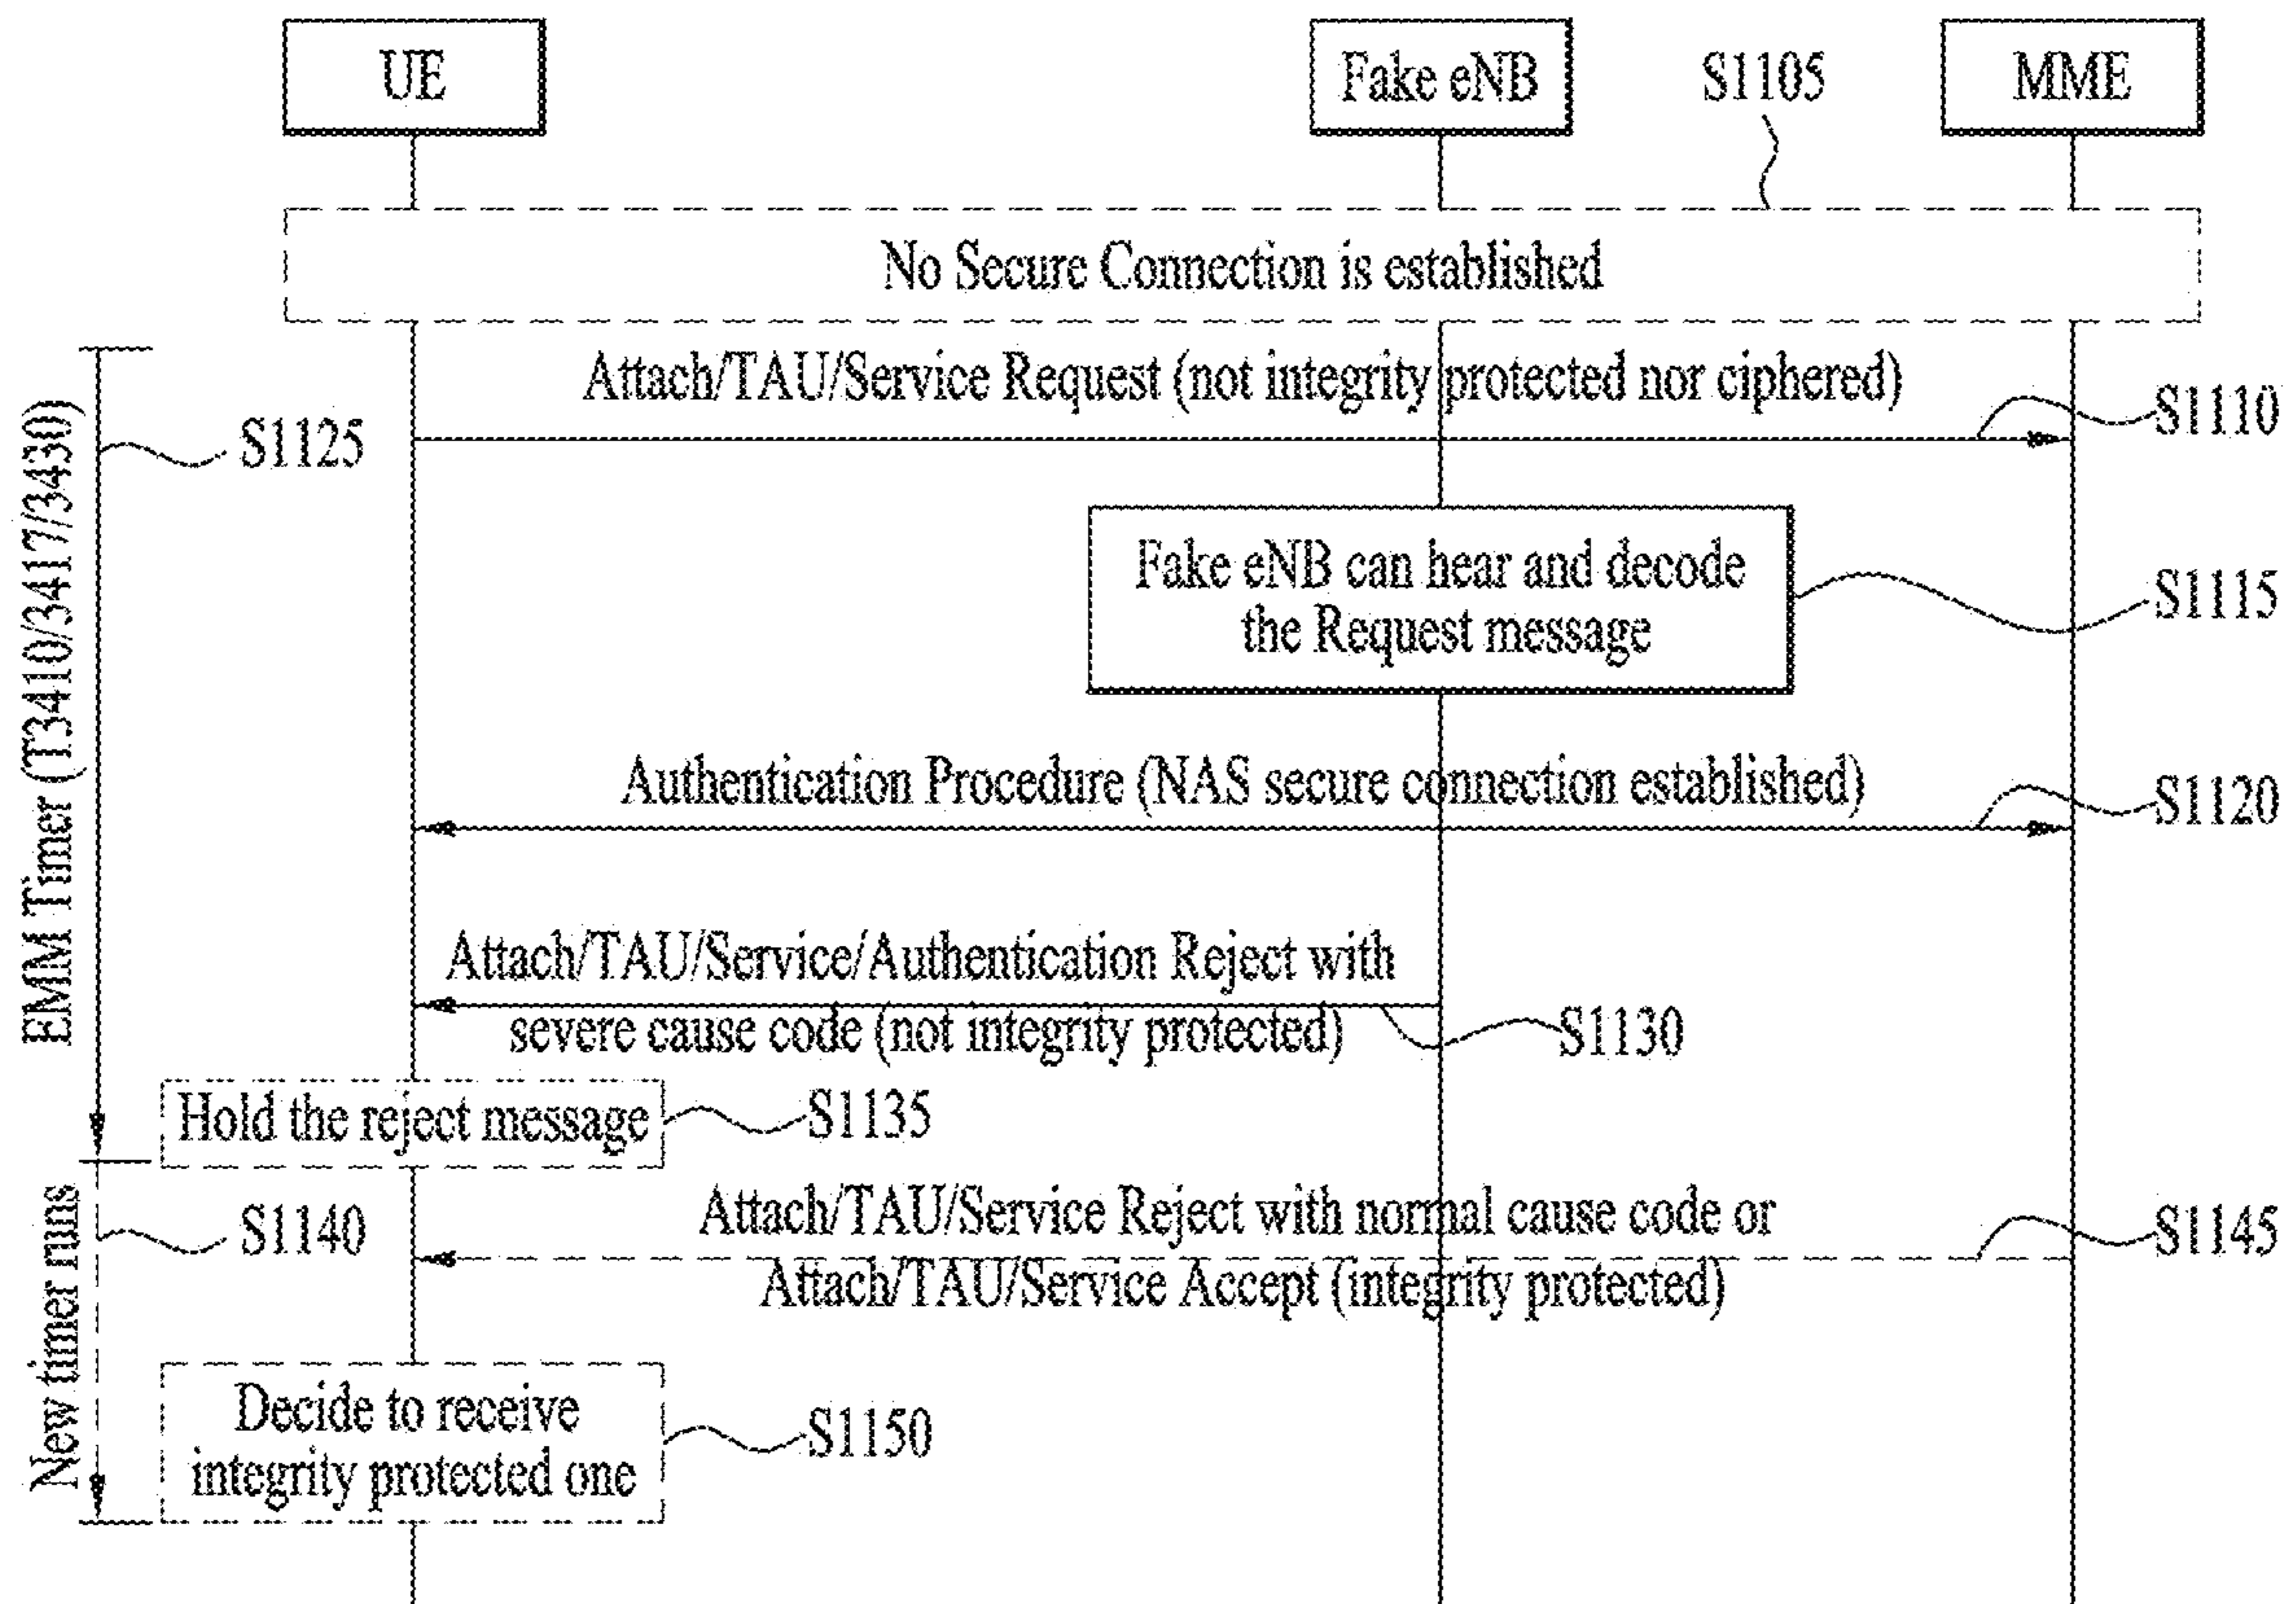 UE
Fake eNB
S1105
MME
No Secure Connection is established
Attach/TAU/Service Request (not integrity protected nor ciphered)
S1110
S1125
EMM Timer (T3410/3417/3430)
Fake eNB can hear and decode
the Request message
S1115
Authentication Procedure (NAS secure connection established)
S1120
Attach/TAU/Service/Authentication Reject with
severe cause code (not integrity protected)
S1130
Hold the reject message
S1135
New timer runs
S1140
Attach/TAU/Service Reject with normal cause code or
Attach/TAU/Service Accept (integrity protected)
S1145
Decide to receive
integrity protected one
S1150